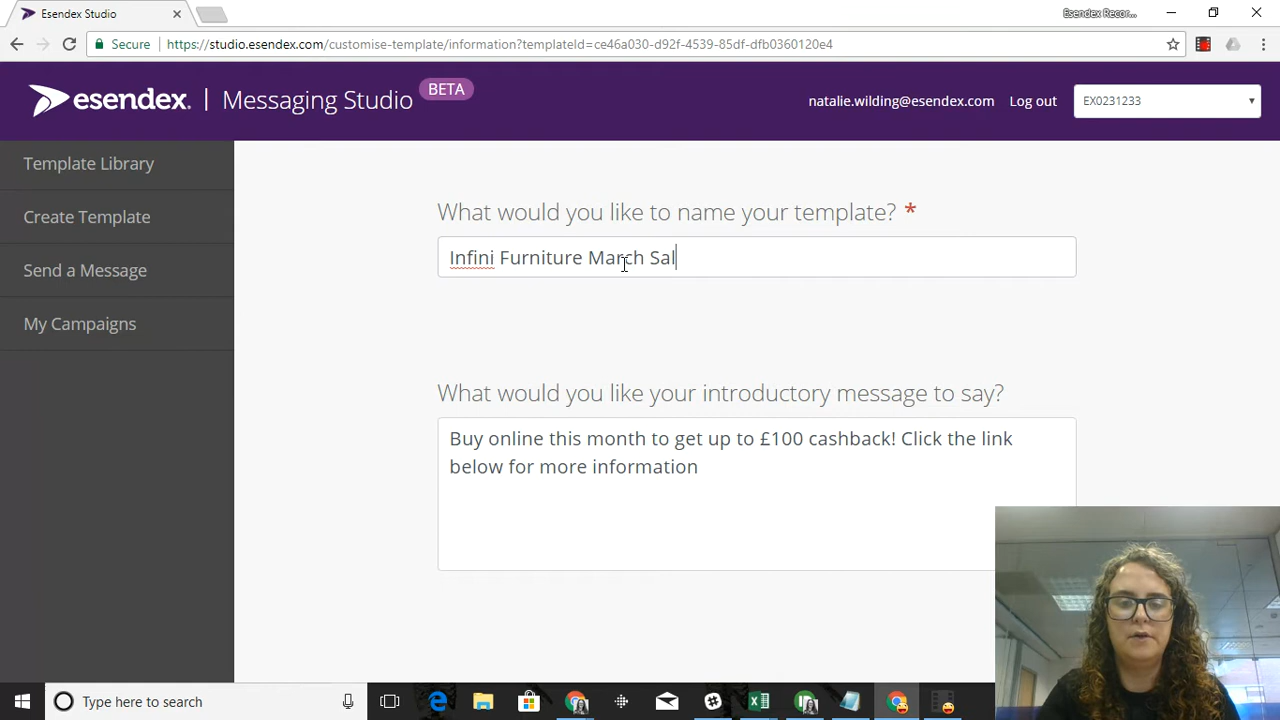 Esendex Studio
Esendex Recor...
Secure
https://studio.esendex.com/customise-template/information?templateId=ce46a030-d92f-4539-85df-dfb0360120e4
esendex.
Messaging Studio
BETA
natalie.wilding@esendex.com
Log out
EX0231233
Template Library
Create Template
Send a Message
My Campaigns
What would you like to name your template? *
Infini Furniture March Sal
What would you like your introductory message to say?
Buy online this month to get up to £100 cashback! Click the link
below for more information
Type here to search